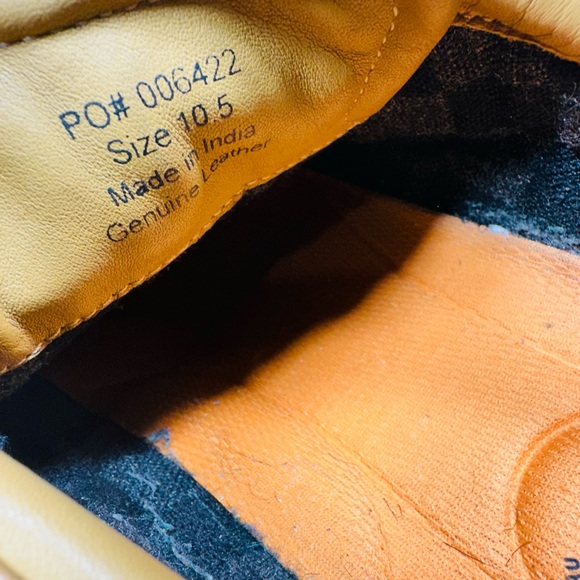 PO# 006422
Size 10.5
Made in India
Genuine Leather